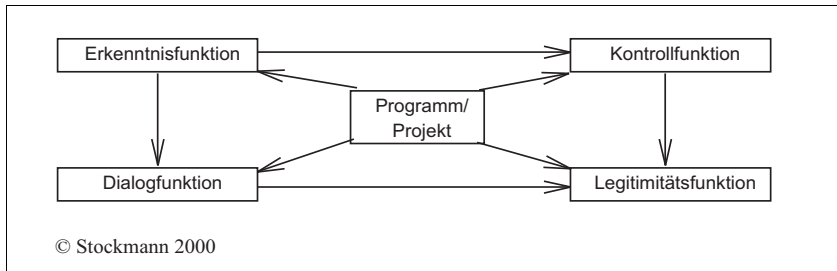 Erkenntnisfunktion
Kontrollfunktion
Programm/
Projekt
Dialogfunktion
Legitimitätsfunktion
© Stockmann 2000